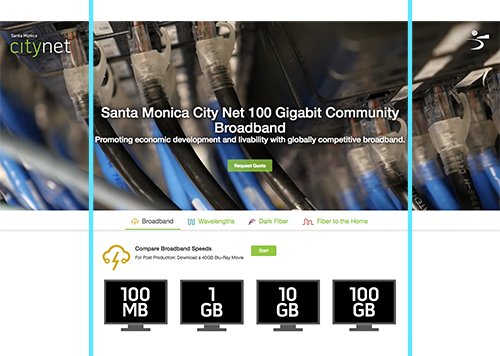 Santa Monica
citynet
Santa Monica City Net 100 Gigabit Community
Broadband
Promoting economic development and livability with globally competitive broadband.
Request Quote
Broadband Wavelengths Dark Fiber Fiber to the Home
Compare Broadband Speeds
For Post Production: Download a 40GB Blu-Ray Movie
Start
100 MB
1 GB
10 GB
100 GB